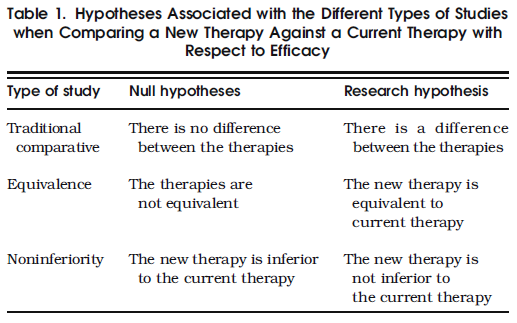 Table 1. Hypotheses Associated with the Different Types of Studies
when Comparing a New Therapy Against a Current Therapy with
Respect to Efficacy
Type of study Null hypotheses Research hypothesis
Traditional There is no difference There is a difference
comparative between the therapies between the therapies
Equivalence The therapies are The new therapy is
not equivalent equivalent to
current therapy
Noninferiority The new therapy is inferior The new therapy is
to the current therapy not inferior to
the current therapy